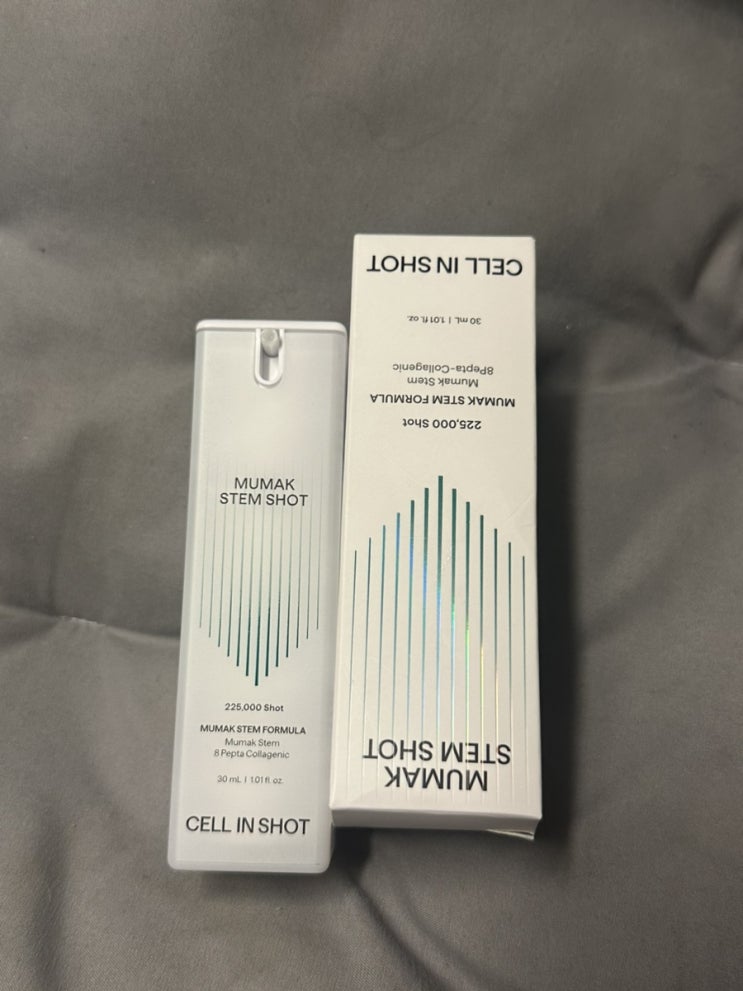 MUMAK
STEM SHOT
225,000 Shot
MUMAK STEM FORMULA
Mumak Stem
8 Pepta Collagenic
30 mL | 1.01 fl. oz.
CELL IN SHOT
MUMAK
STEM SHOT
225,000 Shot
MUMAK STEM FORMULA
Mumak Stem
8Pepta-Collagenic
30 mL | 1.01 fl. oz.
CELL IN SHOT